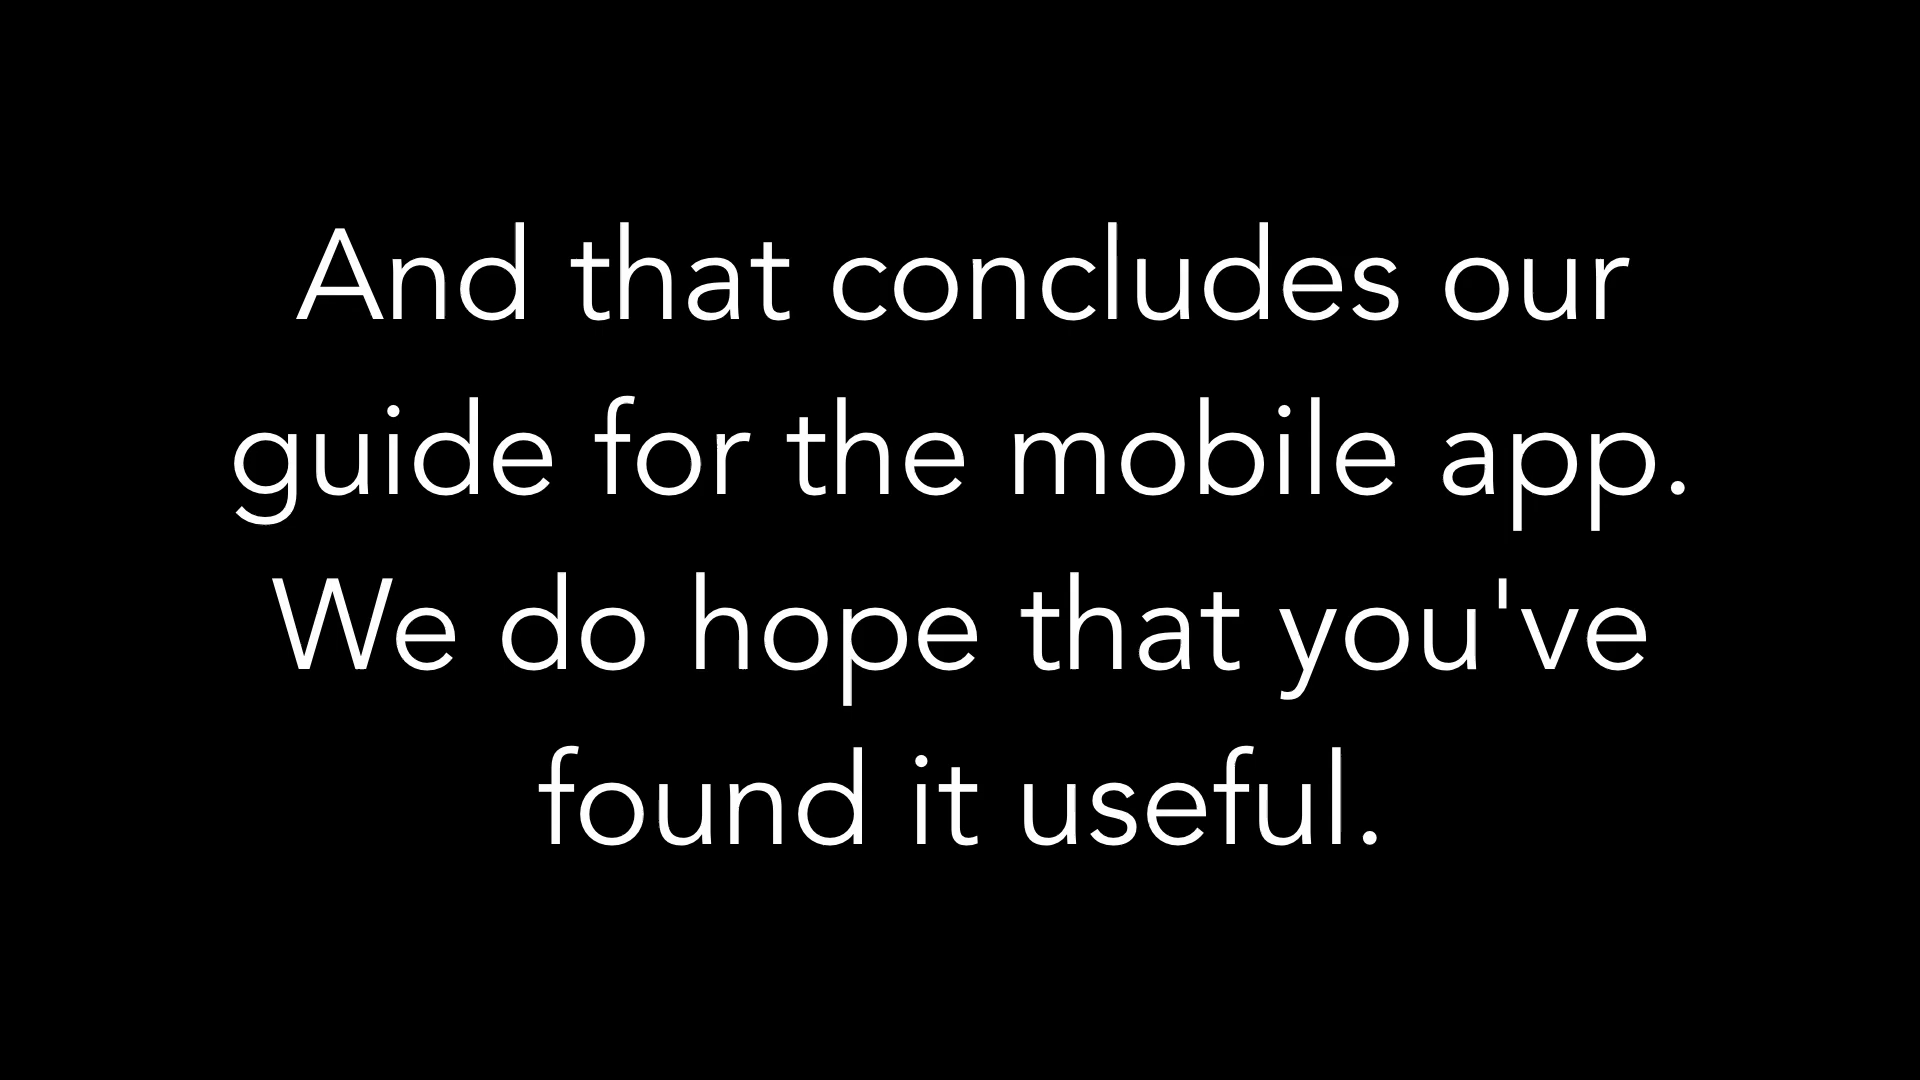 And that concludes our
guide for the mobile app.
We do hope that you've
found it useful.